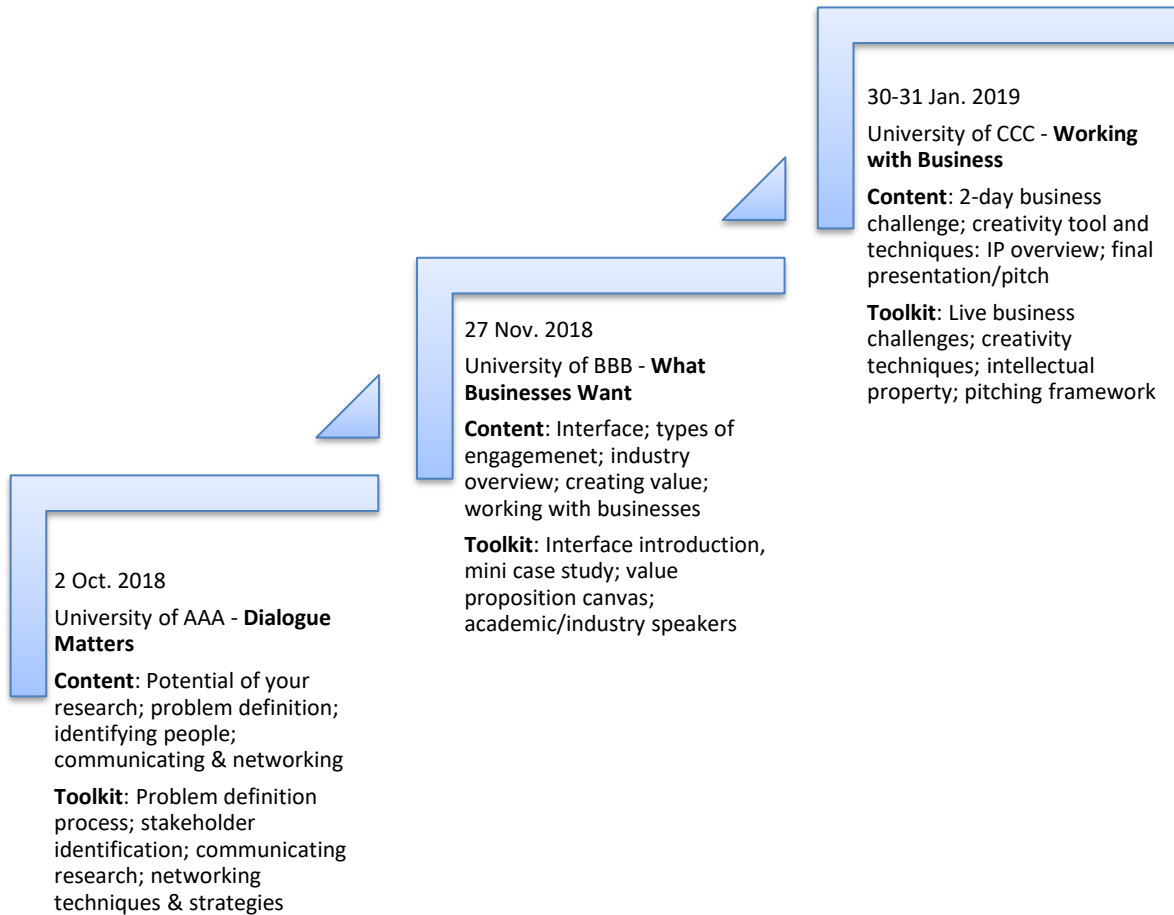 2 Oct. 2018
University of AAA - Dialogue
Matters
Content: Potential of your
research; problem definition;
identifying people;
communicating & networking
Toolkit: Problem definition
process; stakeholder
identification; communicating
research; networking
techniques & strategies
27 Nov. 2018
University of BBB - What
Businesses Want
Content: Interface; types of
engagemenet; industry
overview; creating value;
working with businesses
Toolkit: Interface introduction,
mini case study; value
proposition canvas;
academic/industry speakers
30-31 Jan. 2019
University of CCC - Working
with Business
Content: 2-day business
challenge; creativity tool and
techniques: IP overview; final
presentation/pitch
Toolkit: Live business
challenges; creativity
techniques; intellectual
property; pitching framework